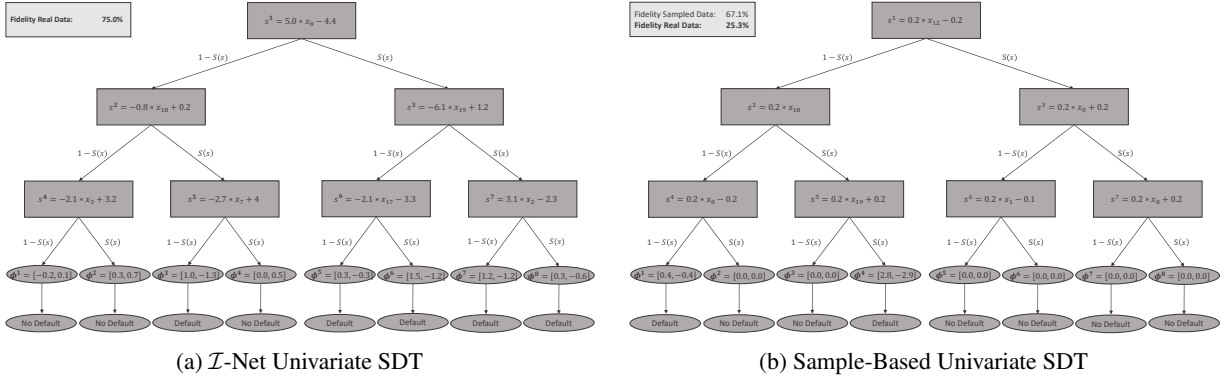 Fidelity Real Data: 75.0%
s¹ = 5.0 * x₈ − 4.4
1 − S(s) S(s)
s² = −0.8 * x₁₈ + 0.2 s³ = −6.1 * x₁₉ + 1.2
1 − S(s) S(s) 1 − S(s) S(s)
s⁴ = −2.1 * x₃ + 3.2 s⁵ = −2.7 * x₇ + 4 s⁶ = −2.1 * x₁₇ − 3.3 s⁷ = 3.1 * x₂ − 2.3
1 − S(s) S(s) 1 − S(s) S(s) 1 − S(s) S(s) 1 − S(s) S(s)
ϕ¹ = [−0.2, 0.1] ϕ² = [0.3, 0.7] ϕ³ = [1.0, −1.3] ϕ⁴ = [0.0, 0.5] ϕ⁵ = [0.3, −0.3] ϕ⁶ = [1.5, −1.2] ϕ⁷ = [1.2, −1.2] ϕ⁸ = [0.3, −0.6]
No Default No Default Default No Default Default Default Default Default
(a) ℐ-Net Univariate SDT
Fidelity Sampled Data: 67.1%
Fidelity Real Data: 25.3%
s¹ = 0.2 * x₁₂ − 0.2
1 − S(s) S(s)
s² = 0.2 * x₁₈ s³ = 0.2 * x₆ + 0.2
1 − S(s) S(s) 1 − S(s) S(s)
s⁴ = 0.2 * x₈ − 0.2 s⁵ = 0.2 * x₁₉ + 0.2 s⁶ = 0.2 * x₁ − 0.1 s⁷ = 0.2 * x₈ + 0.2
1 − S(s) S(s) 1 − S(s) S(s) 1 − S(s) S(s) 1 − S(s) S(s)
ϕ¹ = [0.4, −0.4] ϕ² = [0.0, 0.0] ϕ³ = [0.0, 0.0] ϕ⁴ = [2.8, −2.9] ϕ⁵ = [0.0, 0.0] ϕ⁶ = [0.0, 0.0] ϕ⁷ = [0.0, 0.0] ϕ⁸ = [0.0, 0.0]
Default No Default No Default Default No Default No Default No Default No Default
(b) Sample-Based Univariate SDT